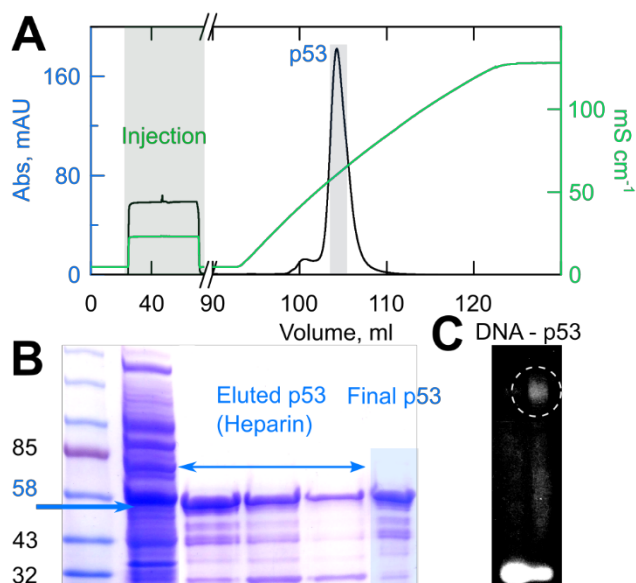 A
160
80
0
Abs, mAU
Injection
p53
100
50
0
mS cm-1
0 40 90 100 110 120
Volume, ml
B
85
58
43
32
Eluted p53
(Heparin)
Final p53
C
DNA - p53